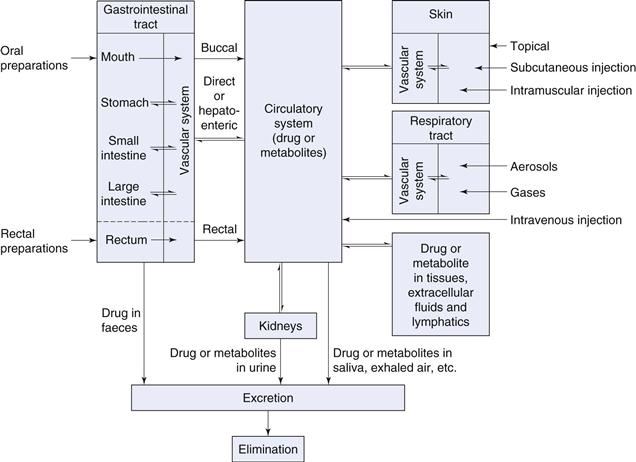 Gastrointestinal
tract
Oral
preparations
Mouth
Stomach
Small
intestine
Large
intestine
Vascular system
Rectal
preparations
Rectum
Buccal
Direct
or
hepato-
enteric
Rectal
Circulatory
system
(drug or
metabolites)
Skin
Vascular
system
Topical
Subcutaneous injection
Intramuscular injection
Respiratory
tract
Vascular
system
Aerosols
Gases
Intravenous injection
Drug or
metabolite
in tissues,
extracellular
fluids and
lymphatics
Drug in
faeces
Kidneys
Drug or metabolites
in urine
Drug or metabolites in
saliva, exhaled air, etc.
Excretion
Elimination